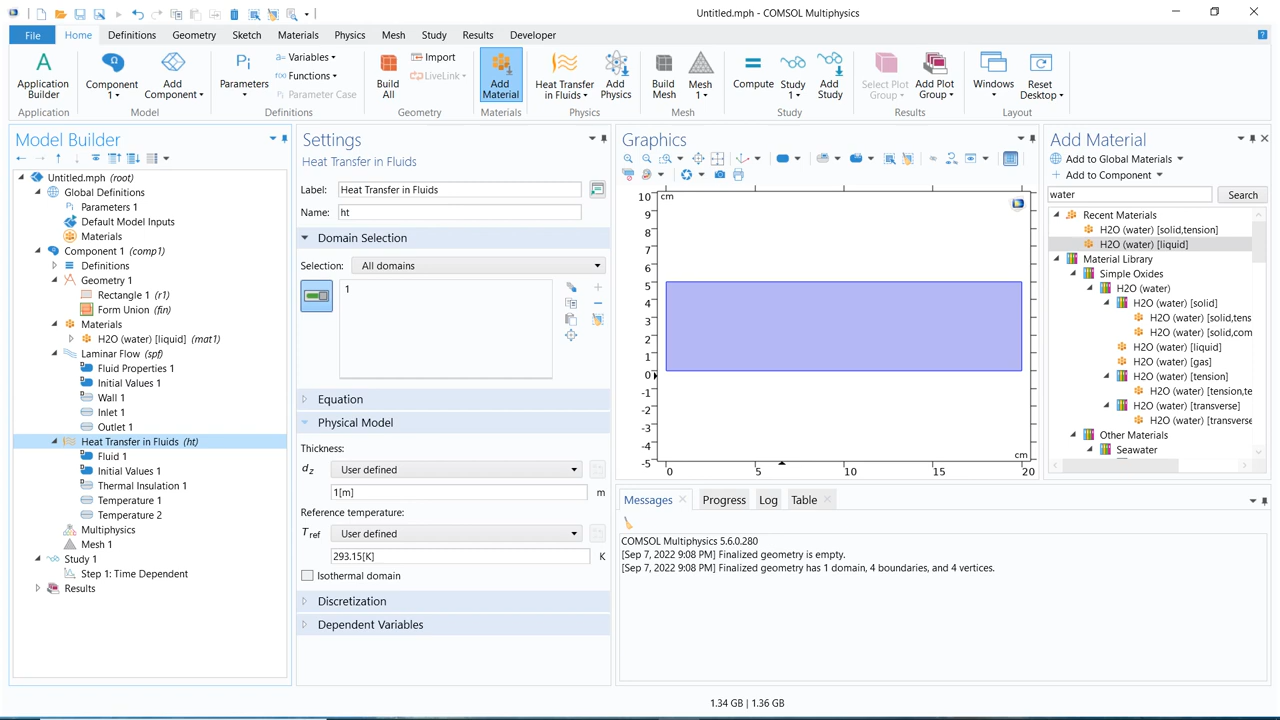 Untitled.mph - COMSOL Multiphysics
File Home Definitions Geometry Sketch Materials Physics Mesh Study Results Developer
Application Builder
Component 1
Add Component
Parameters
Variables
Functions
Parameter Case
Build All
Import
LiveLink
Add Material
Heat Transfer in Fluids
Add Physics
Build Mesh
Mesh 1
Compute
Study 1
Add Study
Select Plot Group
Add Plot Group
Windows
Reset Desktop
Application Model Definitions Geometry Materials Physics Mesh Study Results Layout
Model Builder
Untitled.mph (root)
Global Definitions
Parameters 1
Default Model Inputs
Materials
Component 1 (comp1)
Definitions
Geometry 1
Rectangle 1 (r1)
Form Union (fin)
Materials
H2O (water) [liquid] (mat1)
Laminar Flow (spf)
Fluid Properties 1
Initial Values 1
Wall 1
Inlet 1
Outlet 1
Heat Transfer in Fluids (ht)
Fluid 1
Initial Values 1
Thermal Insulation 1
Temperature 1
Temperature 2
Multiphysics
Mesh 1
Study 1
Step 1: Time Dependent
Results
Settings
Heat Transfer in Fluids
Label: Heat Transfer in Fluids
Name: ht
Domain Selection
Selection: All domains
1
Equation
Physical Model
Thickness:
dz User defined
1[m] m
Reference temperature:
Tref User defined
293.15[K] K
Isothermal domain
Discretization
Dependent Variables
Graphics
cm
10
9
8
7
6
5
4
3
2
1
0
-1
-2
-3
-4
-5
cm
0 5 10 15 20
Messages Progress Log Table
COMSOL Multiphysics 5.6.0.280
[Sep 7, 2022 9:08 PM] Finalized geometry is empty.
[Sep 7, 2022 9:08 PM] Finalized geometry has 1 domain, 4 boundaries, and 4 vertices.
Add Material
Add to Global Materials
Add to Component
water Search
Recent Materials
H2O (water) [solid,tension]
H2O (water) [liquid]
Material Library
Simple Oxides
H2O (water)
H2O (water) [solid]
H2O (water) [solid,tens
H2O (water) [solid,com
H2O (water) [liquid]
H2O (water) [gas]
H2O (water) [tension]
H2O (water) [tension,te
H2O (water) [transverse]
H2O (water) [transverse
Other Materials
Seawater
1.34 GB | 1.36 GB